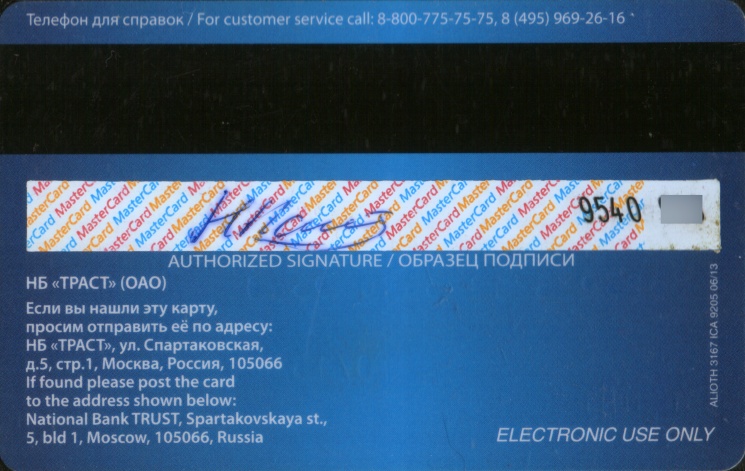 Телефон для справок / For customer service call: 8-800-775-75-75, 8 (495) 969-26-16
MasterCard MasterCard MasterCard MasterCard
9540
AUTHORIZED SIGNATURE / ОБРАЗЕЦ ПОДПИСИ
НБ «ТРАСТ» (ОАО)
Если вы нашли эту карту,
просим отправить её по адресу:
НБ «ТРАСТ», ул. Спартаковская,
д.5, стр.1, Москва, Россия, 105066
If found please post the card
to the address shown below:
National Bank TRUST, Spartakovskaya st.,
5, bld 1, Moscow, 105066, Russia
ELECTRONIC USE ONLY
ALIOTH 3167 ICA 9205 06/13